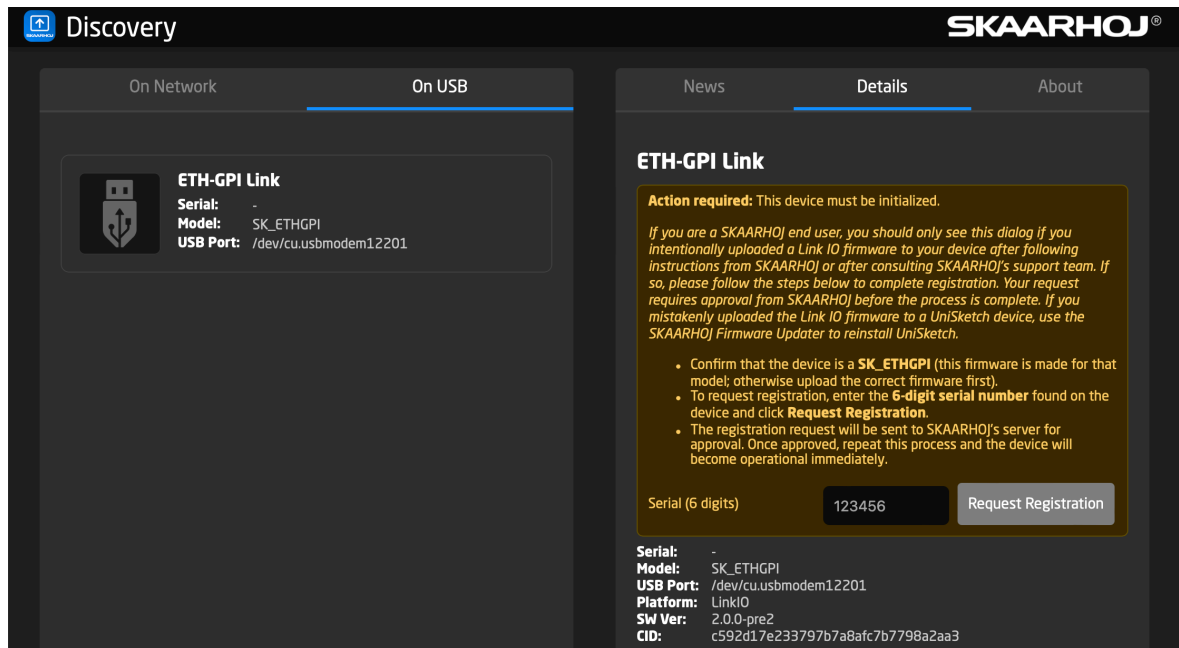 Discovery
SKAARHOJ®
On Network
On USB
ETH-GPI Link
Serial: -
Model: SK_ETHGPI
USB Port: /dev/cu.usbmodem12201
News
Details
About
ETH-GPI Link
Action required: This device must be initialized.
If you are a SKAARHOJ end user, you should only see this dialog if you
intentionally uploaded a Link IO firmware to your device after following
instructions from SKAARHOJ or after consulting SKAARHOJ's support team. If
so, please follow the steps below to complete registration. Your request
requires approval from SKAARHOJ before the process is complete. If you
mistakenly uploaded the Link IO firmware to a UniSketch device, use the
SKAARHOJ Firmware Updater to reinstall UniSketch.
• Confirm that the device is a SK_ETHGPI (this firmware is made for that
model; otherwise upload the correct firmware first).
• To request registration, enter the 6-digit serial number found on the
device and click Request Registration.
• The registration request will be sent to SKAARHOJ's server for
approval. Once approved, repeat this process and the device will
become operational immediately.
Serial (6 digits)
123456
Request Registration
Serial: -
Model: SK_ETHGPI
USB Port: /dev/cu.usbmodem12201
Platform: LinkIO
SW Ver: 2.0.0-pre2
CID: c592d17e233797b7a8afc7b7798a2aa3